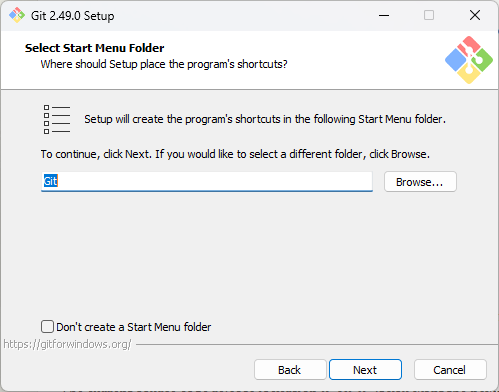 Git 2.49.0 Setup
Select Start Menu Folder
Where should Setup place the program's shortcuts?
Setup will create the program's shortcuts in the following Start Menu folder.
To continue, click Next. If you would like to select a different folder, click Browse.
Git
Browse...
Don't create a Start Menu folder
https://gitforwindows.org/
Back
Next
Cancel